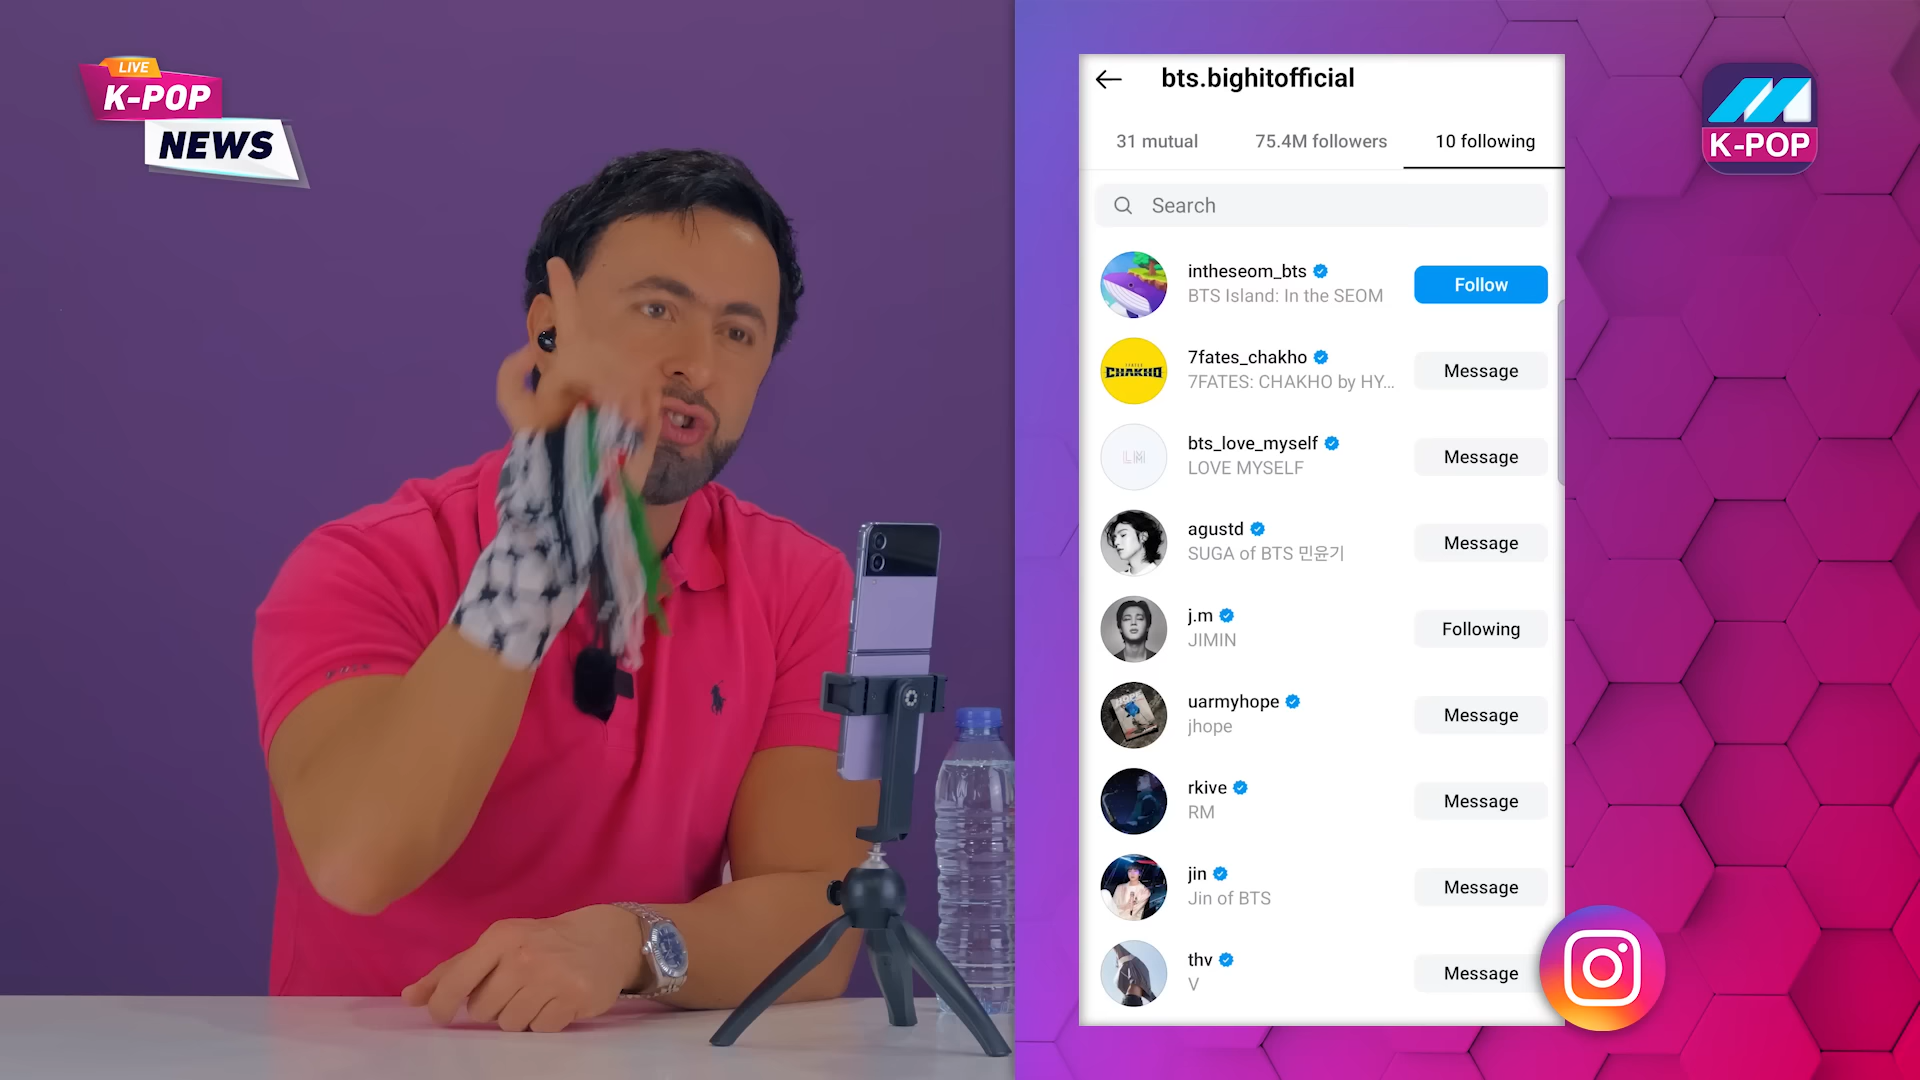 LIVE
K-POP
NEWS
bts.bighitofficial
31 mutual
75.4M followers
10 following
Search
intheseom_bts
BTS Island: In the SEOM
Follow
7fates_chakho
7FATES: CHAKHO by HY...
Message
CHAKHO
bts_love_myself
LOVE MYSELF
Message
LM
agustd
SUGA of BTS 민윤기
Message
j.m
JIMIN
Following
uarmyhope
jhope
Message
rkive
RM
Message
jin
Jin of BTS
Message
thv
V
Message
K-POP